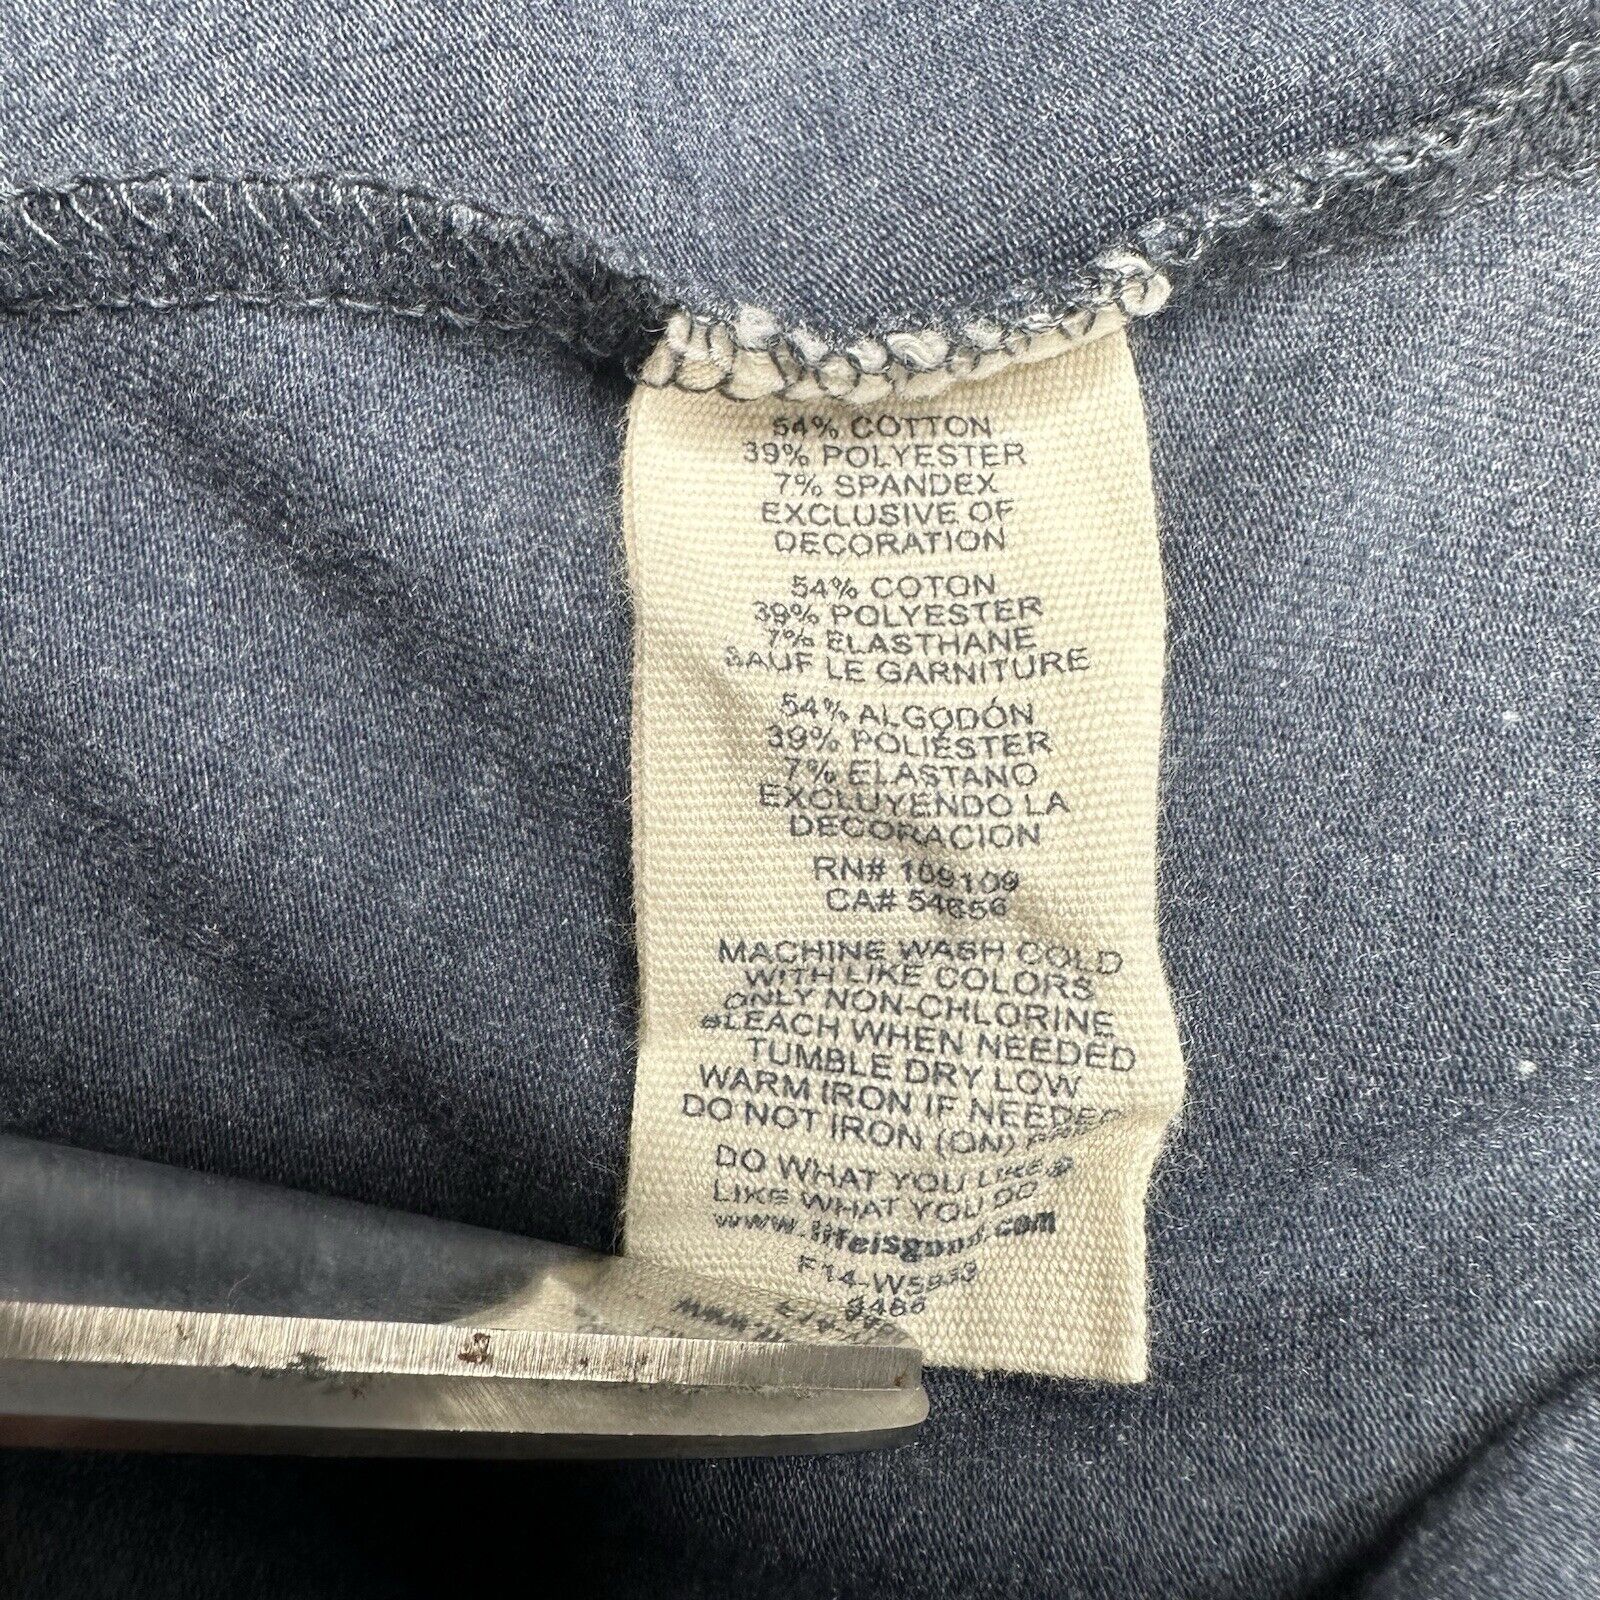 54% COTTON
39% POLYESTER
7% SPANDEX
EXCLUSIVE OF
DECORATION
54% COTON
39% POLYESTER
7% ELASTHANE
SAUF LE GARNITURE
54% ALGODÓN
39% POLIÉSTER
7% ELASTANO
EXCLUYENDO LA
DECORACION
RN# 109109
CA# 54656
MACHINE WASH COLD
WITH LIKE COLORS
ONLY NON-CHLORINE
BLEACH WHEN NEEDED
TUMBLE DRY LOW
WARM IRON IF NEEDED
DO NOT IRON (ON)
DO WHAT YOU LIKE
LIKE WHAT YOU DO
www.lifeisgood.com